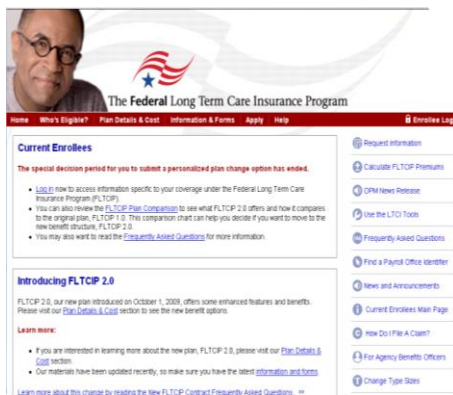 The Federal Long Term Care Insurance Program
Home Who's Eligible? Plan Details & Cost Information & Forms Apply Help Enrollee Log
Current Enrollees
The special decision period for you to submit a personalized plan change option has ended.
Log in now to access information specific to your coverage under the Federal Long Term Care
Insurance Program (FLTCIP).
You can also review the FLTCIP Plan Comparison to see what FLTCIP 2.0 offers and how it compares
to the original plan, FLTCIP 1.0. This comparison chart can help you decide if you want to move to the
new benefit structure, FLTCIP 2.0.
You may also want to read the Frequently Asked Questions for more information.
Introducing FLTCIP 2.0
FLTCIP 2.0, our new plan introduced on October 1, 2009, offers some enhanced features and benefits.
Please visit our Plan Details & Cost section to see the new benefit options.
Learn more:
If you are interested in learning more about the new plan, FLTCIP 2.0, please visit our Plan Details &
Cost section.
Our materials have been updated recently, so make sure you have the latest information and forms.
Learn more about this change by reading the New FLTCIP Contract Frequently Asked Questions. >>
Request Information
Calculate FLTCIP Premiums
OPM News Release
Use the LTCI Tools
Frequently Asked Questions
Find a Payroll Office Identifier
News and Announcements
Current Enrollees Main Page
How Do I File A Claim?
For Agency Benefits Officers
Change Type Sizes